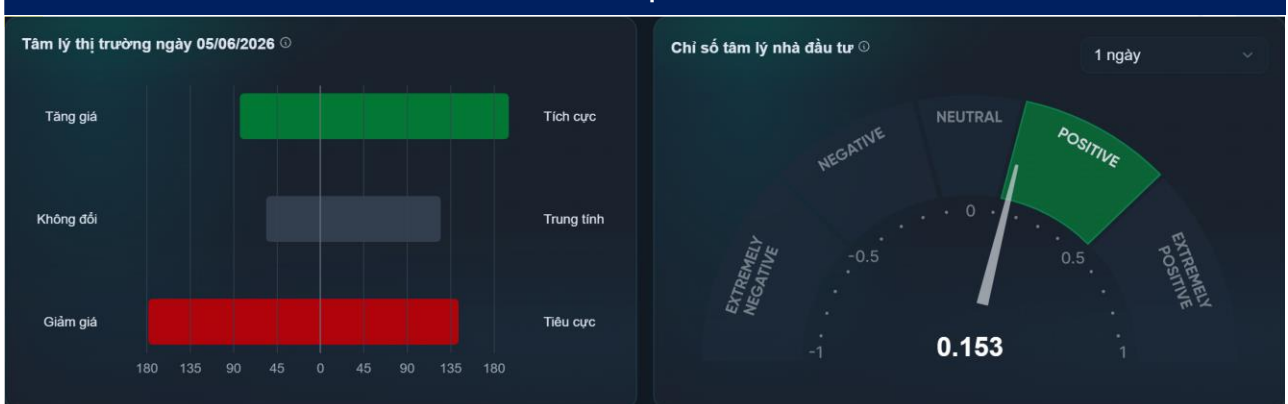 Tâm lý thị trường ngày 05/06/2026
Tăng giá
Tích cực
Không đổi
Trung tính
Giảm giá
Tiêu cực
180 135 90 45 0 45 90 135 180
Chỉ số tâm lý nhà đầu tư
1 ngày
EXTREMELY NEGATIVE
NEGATIVE
NEUTRAL
POSITIVE
EXTREMELY POSITIVE
-1
-0.5
0
0.5
1
0.153